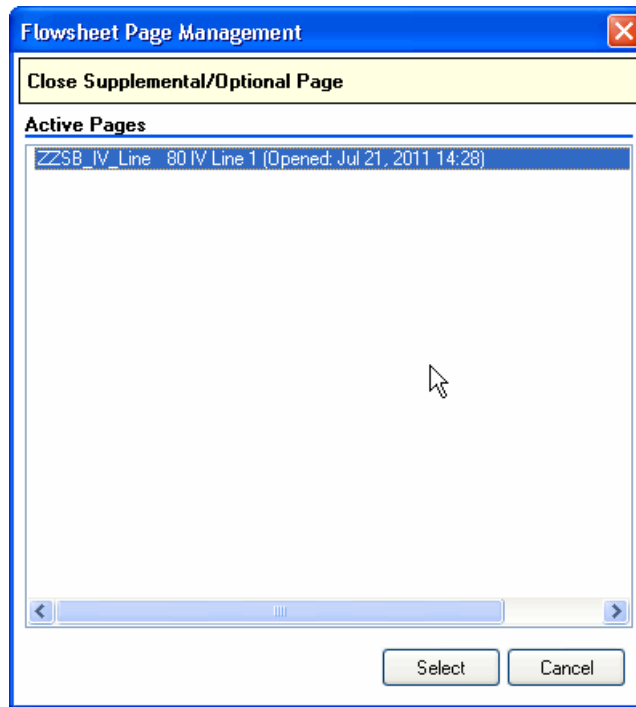 Flowsheet Page Management
Close Supplemental/Optional Page
Active Pages
ZZSB_IV_Line 80 IV Line 1 (Opened: Jul 21, 2011 14:28)
Select Cancel